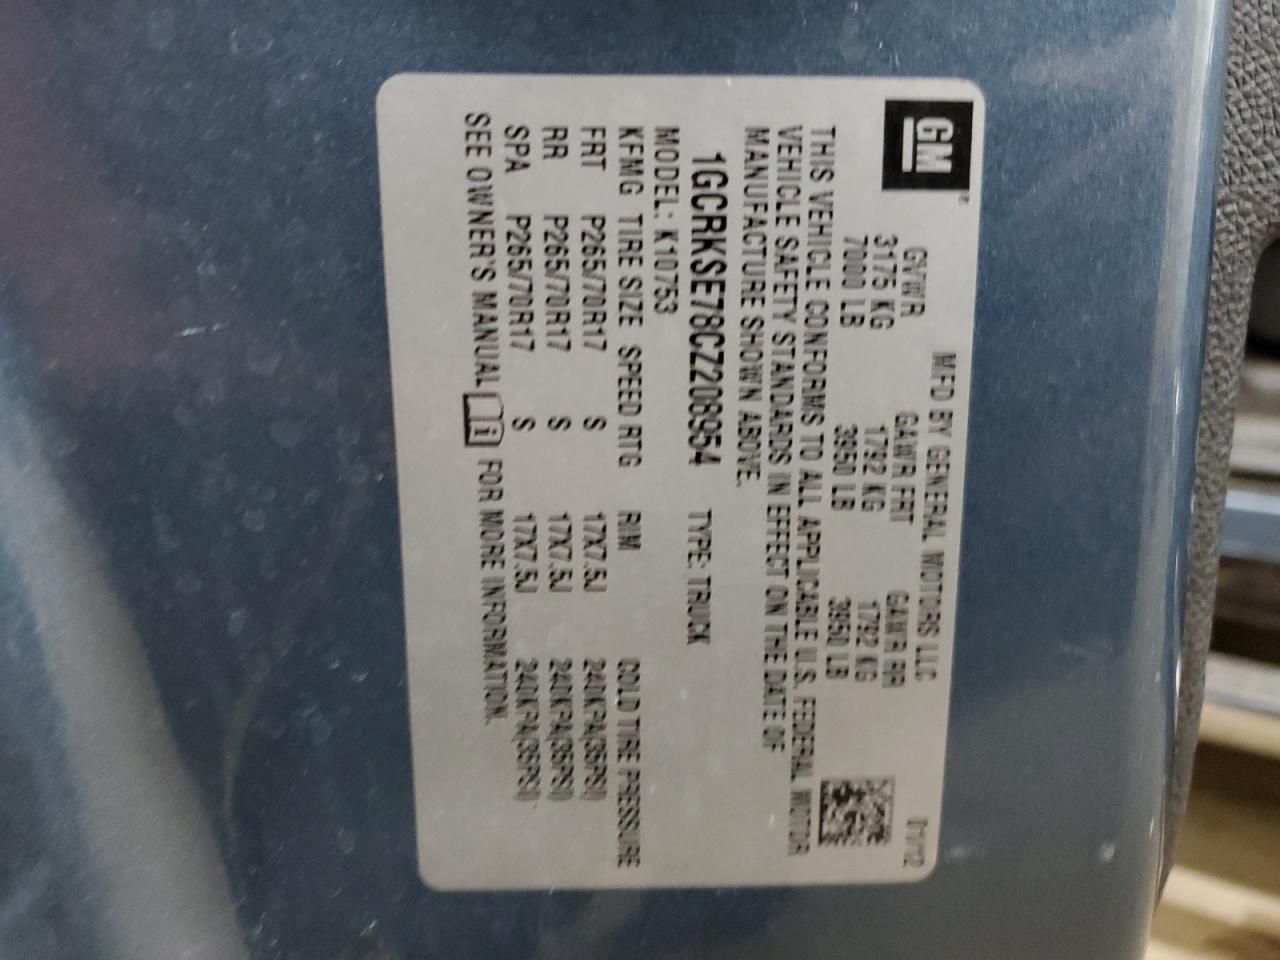 GM
MFD BY GENERAL MOTORS LLC 01/12
GVWR GAWR FRT GAWR RR
3175 KG 1792 KG 1792 KG
7000 LB 3950 LB 3950 LB
THIS VEHICLE CONFORMS TO ALL APPLICABLE U.S. FEDERAL MOTOR
VEHICLE SAFETY STANDARDS IN EFFECT ON THE DATE OF
MANUFACTURE SHOWN ABOVE.
1GCRKSE78CZ208954 TYPE: TRUCK
MODEL: K10753
KFMG TIRE SIZE SPEED RTG RIM COLD TIRE PRESSURE
FRT P265/70R17 S 17X7.5J 240KPA(35PSI)
RR P265/70R17 S 17X7.5J 240KPA(35PSI)
SPA P265/70R17 S 17X7.5J 240KPA(35PSI)
SEE OWNER'S MANUAL i FOR MORE INFORMATION.